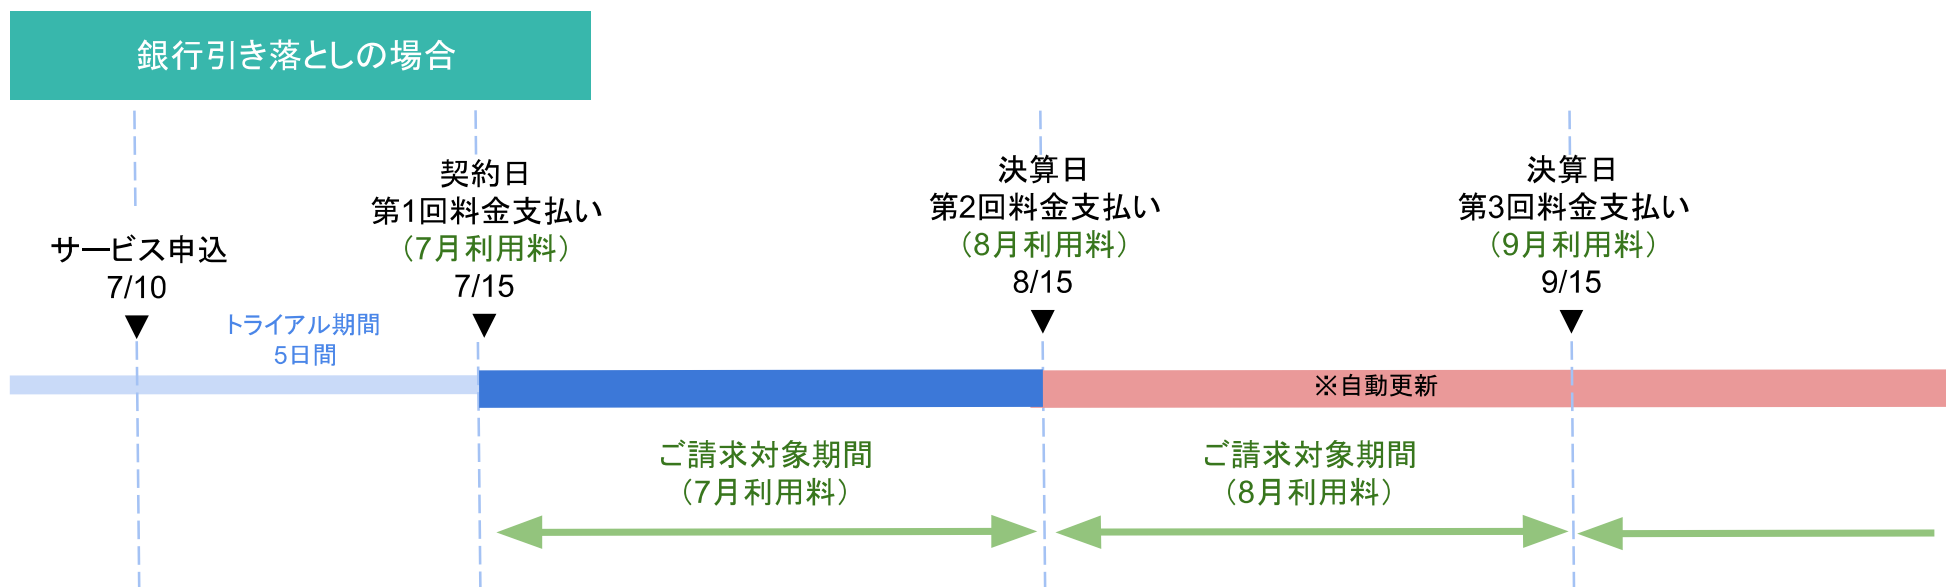 銀行引き落としの場合
サービス申込
7/10
契約日
第1回料金支払い
（7月利用料）
7/15
決算日
第2回料金支払い
（8月利用料）
8/15
決算日
第3回料金支払い
（9月利用料）
9/15
トライアル期間
5日間
※自動更新
ご請求対象期間
（7月利用料）
ご請求対象期間
（8月利用料）